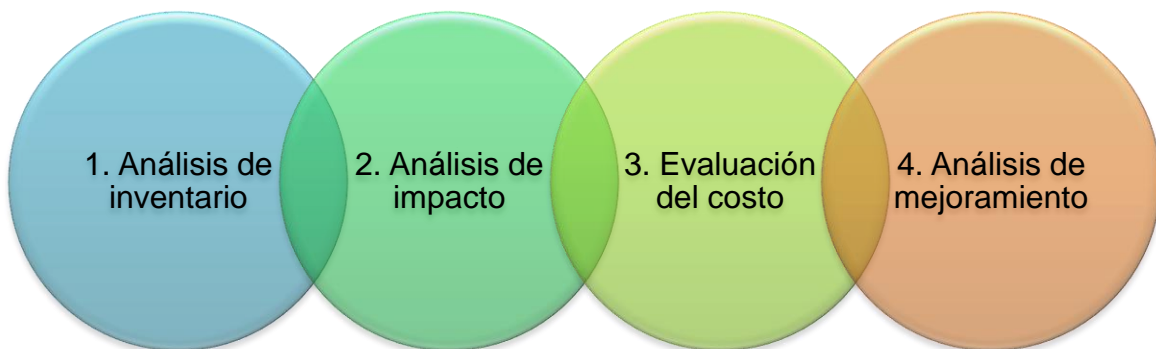 1. Análisis de
inventario
2. Análisis de
impacto
3. Evaluación
del costo
4. Análisis de
mejoramiento